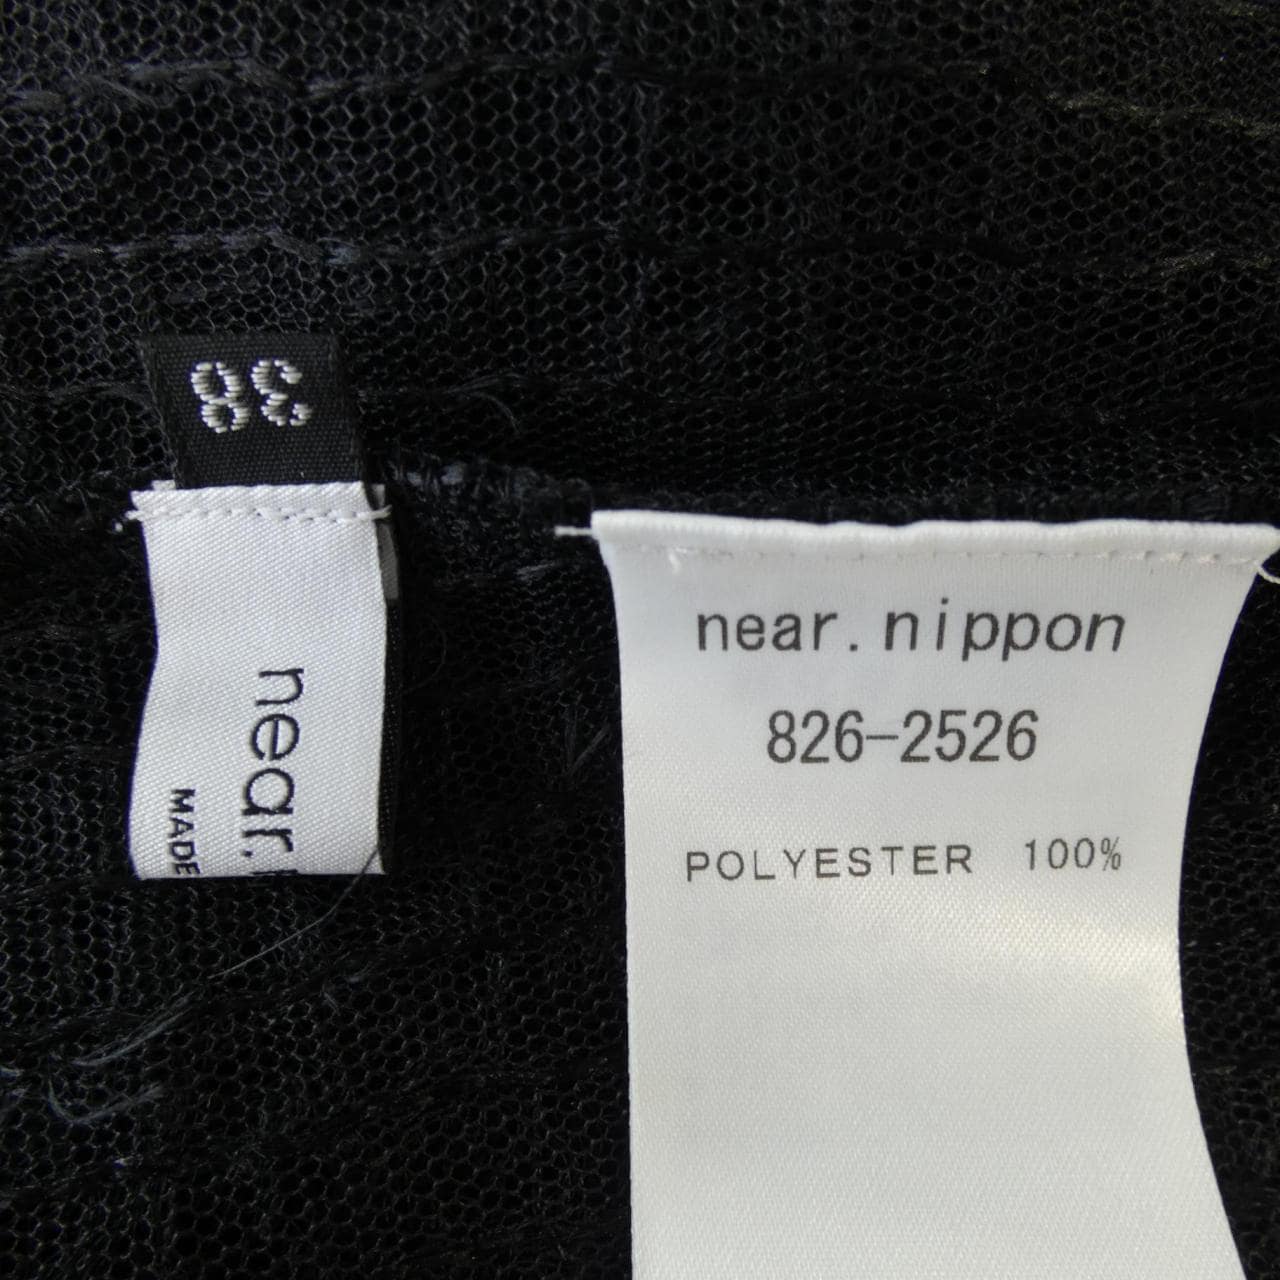 38
near.
MADE
near.nippon
826-2526
POLYESTER 100%